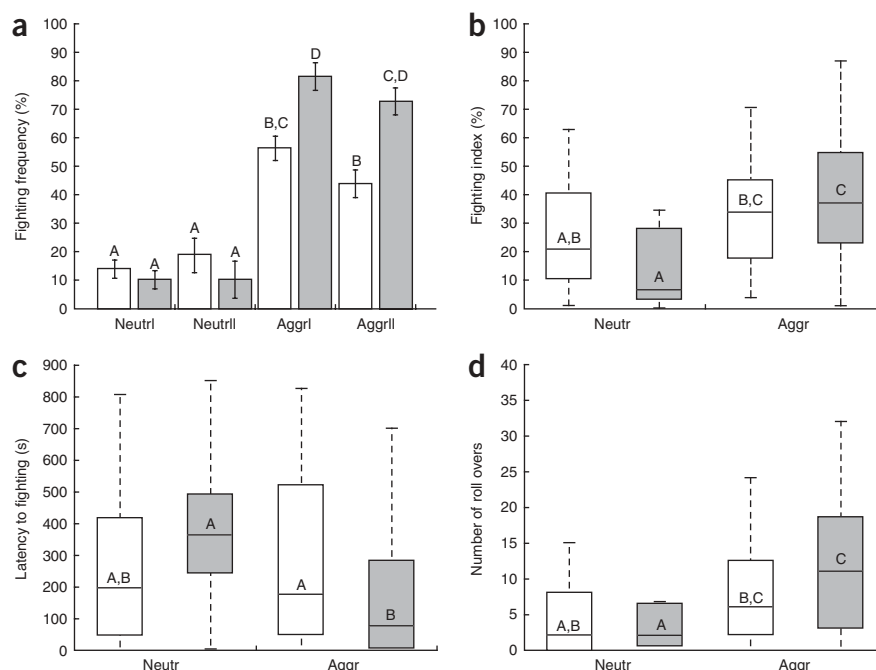 a
100
90
80
70
60
50
40
30
20
10
0
Fighting frequency (%)
A
A
A
A
B,C
D
B
C,D
NeutrI
NeutrII
AggrI
AggrII
b
100
90
80
70
60
50
40
30
20
10
0
Fighting index (%)
A,B
A
B,C
C
Neutr
Aggr
c
900
800
700
600
500
400
300
200
100
0
Latency to fighting (s)
A,B
A
A
B
Neutr
Aggr
d
40
35
30
25
20
15
10
5
0
Number of roll overs
A,B
A
B,C
C
Neutr
Aggr